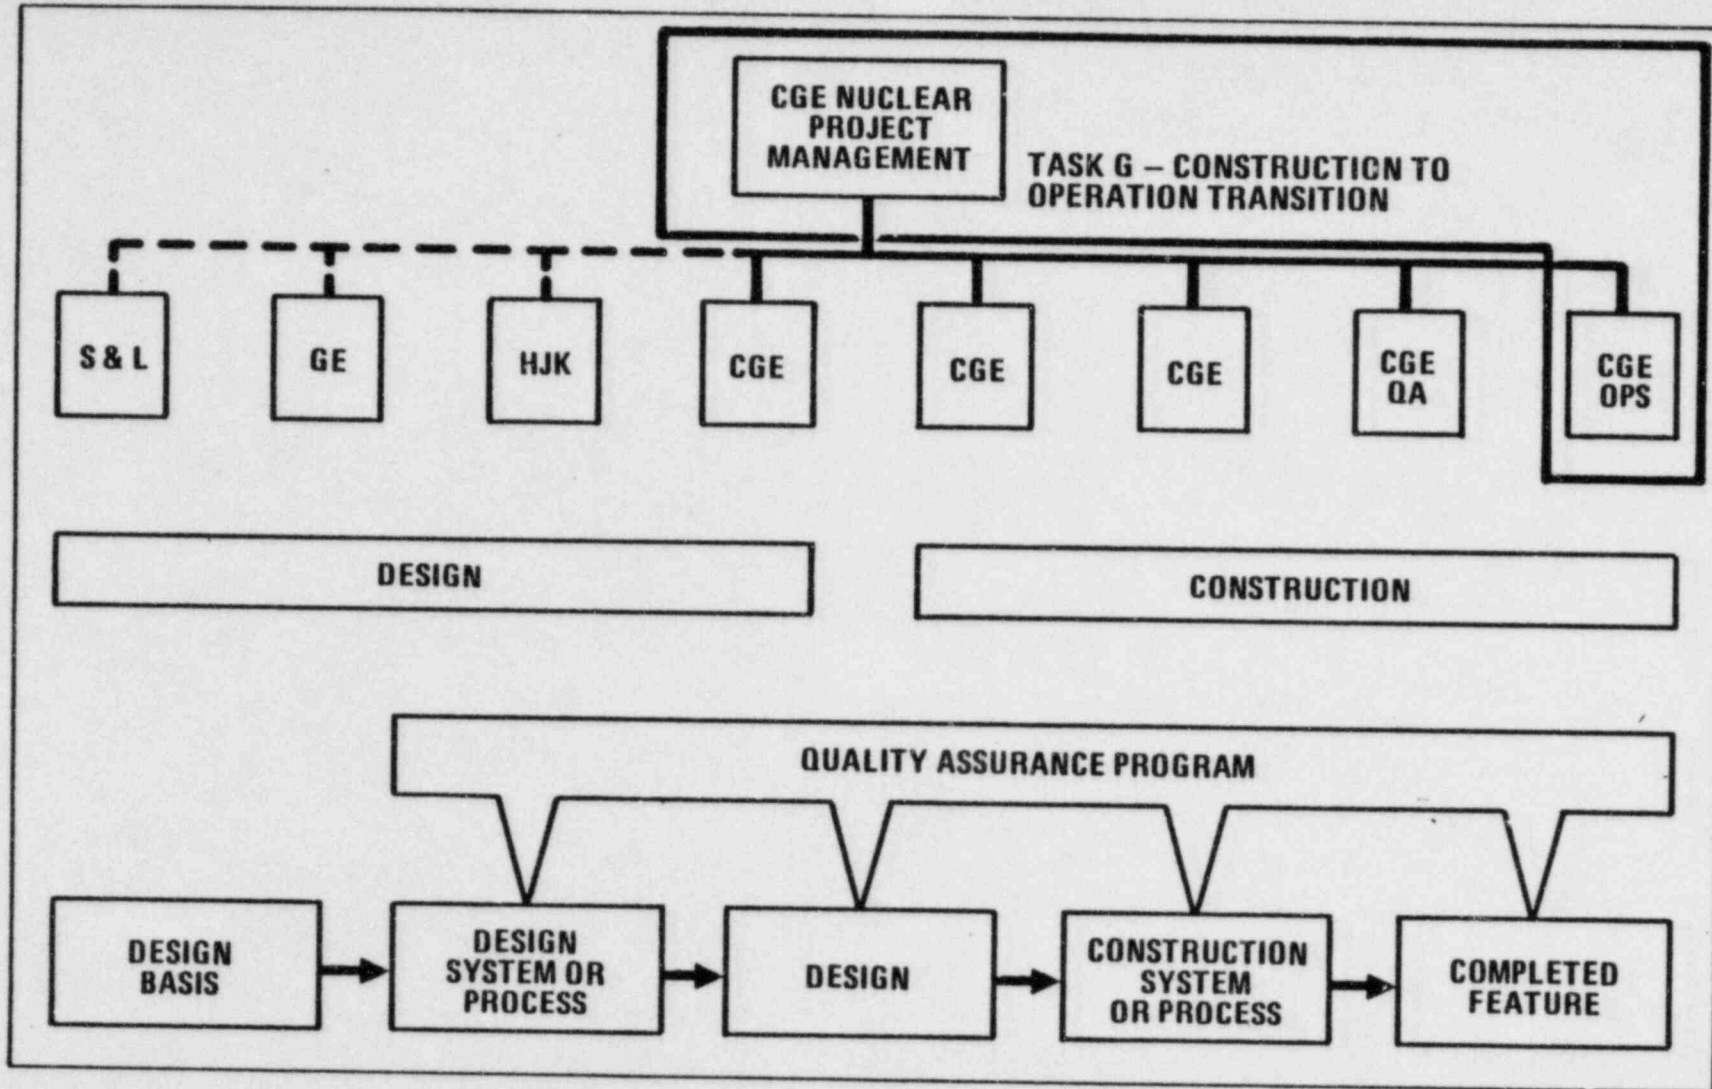 CGE NUCLEAR
PROJECT
MANAGEMENT
TASK G – CONSTRUCTION TO
OPERATION TRANSITION
S & L
GE
HJK
CGE
CGE
CGE
CGE
QA
CGE
OPS
DESIGN
CONSTRUCTION
QUALITY ASSURANCE PROGRAM
DESIGN
BASIS
DESIGN
SYSTEM OR
PROCESS
DESIGN
CONSTRUCTION
SYSTEM
OR PROCESS
COMPLETED
FEATURE